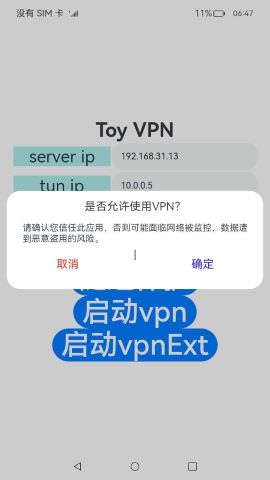 没有 SIM 卡
11%
06:47
Toy VPN
server ip
192.168.31.13
tun ip
10.0.0.5
是否允许使用VPN?
请确认您信任此应用，否则可能面临网络被监控，数据遭
到恶意盗用的风险。
取消
确定
启动vpn
启动vpnExt